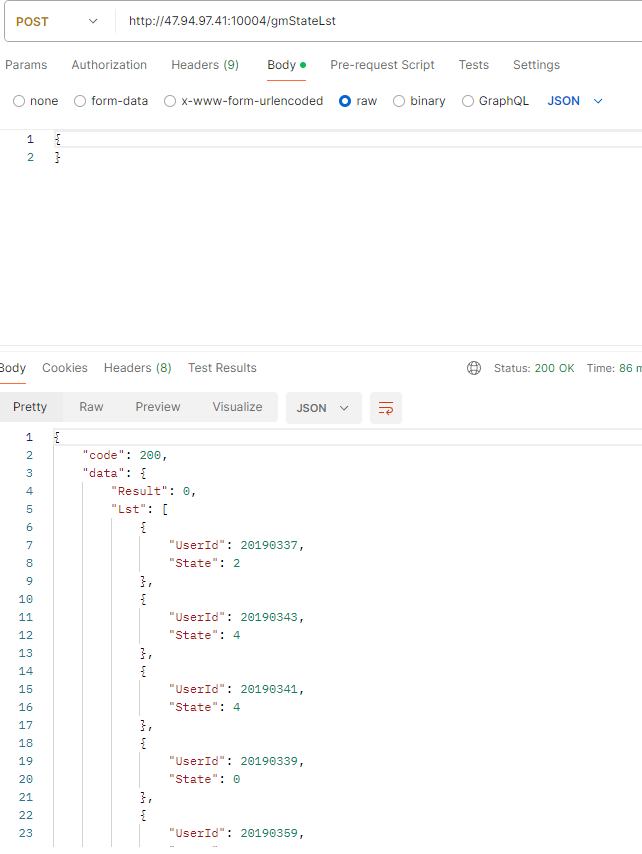 POST http://47.94.97.41:10004/gmStateLst
Params Authorization Headers (9) Body Pre-request Script Tests Settings
none form-data x-www-form-urlencoded raw binary GraphQL JSON
1 {
2 }
Body Cookies Headers (8) Test Results Status: 200 OK Time: 86 m
Pretty Raw Preview Visualize JSON
1 {
2 "code": 200,
3 "data": {
4 "Result": 0,
5 "Lst": [
6 {
7 "UserId": 20190337,
8 "State": 2
9 },
10 {
11 "UserId": 20190343,
12 "State": 4
13 },
14 {
15 "UserId": 20190341,
16 "State": 4
17 },
18 {
19 "UserId": 20190339,
20 "State": 0
21 },
22 {
23 "UserId": 20190359,